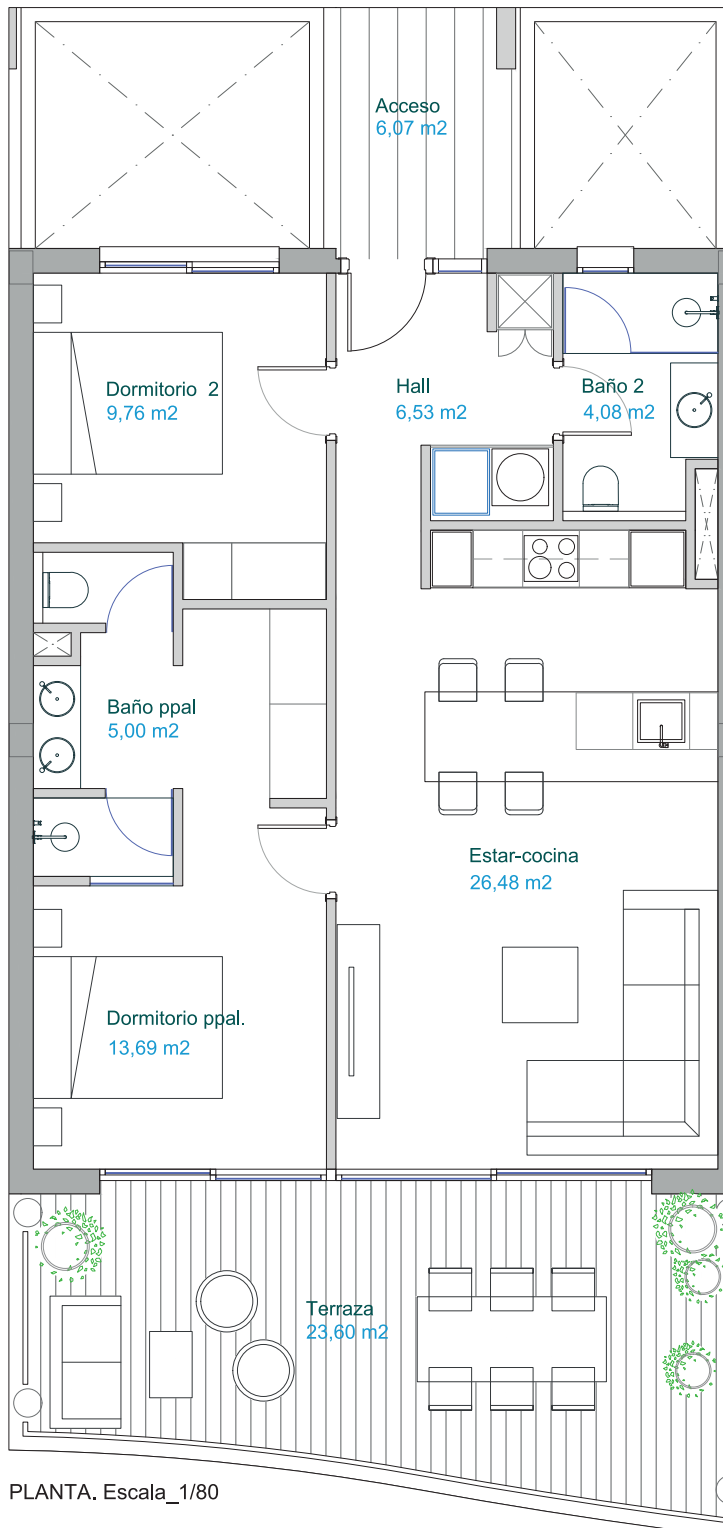 Acceso
6,07 m2
Dormitorio 2
9,76 m2
Hall
6,53 m2
Baño 2
4,08 m2
Baño ppal
5,00 m2
Estar-cocina
26,48 m2
Dormitorio ppal.
13,69 m2
Terraza
23,60 m2
PLANTA. Escala_1/80